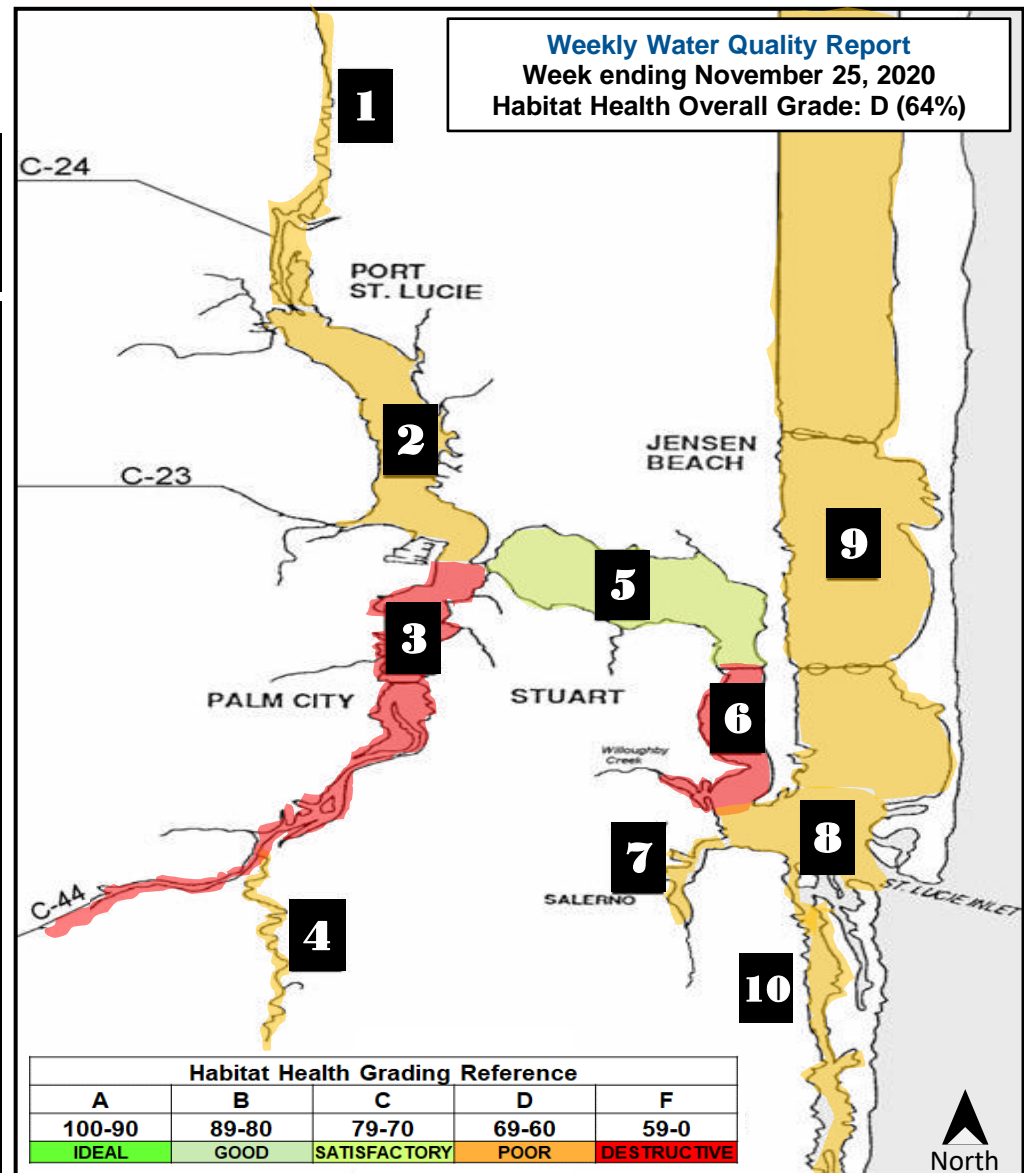 Weekly Water Quality Report
Week ending November 25, 2020
Habitat Health Overall Grade: D (64%)
1
C-24
PORT
ST. LUCIE
2
JENSEN
BEACH
C-23
9
5
3
PALM CITY
STUART
6
Willoughby
Creek
8
7
SALERNO
ST. LUCIE INLET
C-44
4
10
Habitat Health Grading Reference
A B C D F
100-90 89-80 79-70 69-60 59-0
IDEAL GOOD SATISFACTORY POOR DESTRUCTIVE
North